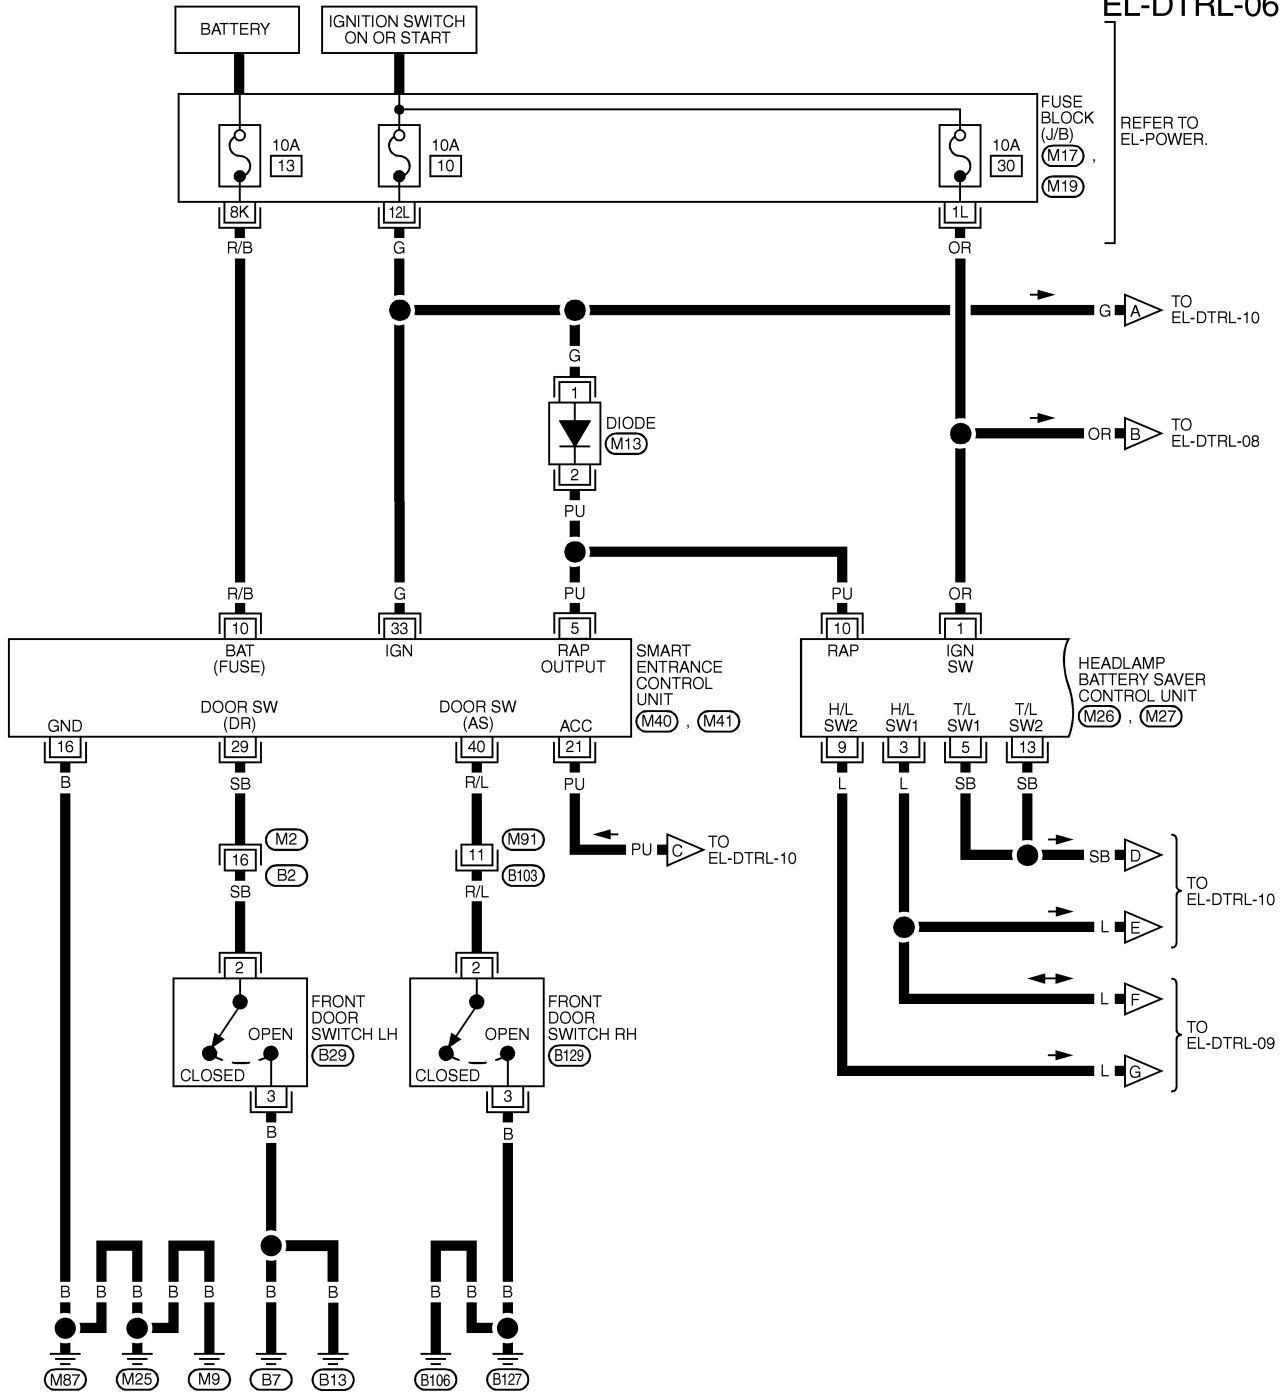 EL-DTRL-06
BATTERY
IGNITION SWITCH
ON OR START
FUSE
BLOCK
(J/B)
M17 ,
M19
REFER TO
EL-POWER.
10A
13
10A
10
10A
30
8K
12L
1L
R/B
G
OR
G
A
TO
EL-DTRL-10
G
1
DIODE
M13
2
OR
B
TO
EL-DTRL-08
PU
R/B
G
PU
PU
OR
10
33
5
10
1
BAT
(FUSE)
IGN
RAP
OUTPUT
SMART
ENTRANCE
CONTROL
UNIT
M40 , M41
RAP
IGN
SW
HEADLAMP
BATTERY SAVER
CONTROL UNIT
M26 , M27
GND
DOOR SW
(DR)
DOOR SW
(AS)
ACC
H/L
SW2
H/L
SW1
T/L
SW1
T/L
SW2
16
29
40
21
9
3
5
13
B
SB
R/L
PU
L
L
SB
SB
M2
16
B2
M91
11
B103
PU
C
TO
EL-DTRL-10
SB
D
SB
R/L
L
E
TO
EL-DTRL-10
2
2
L
F
L
G
TO
EL-DTRL-09
FRONT
DOOR
SWITCH LH
B29
OPEN
CLOSED
FRONT
DOOR
SWITCH RH
B129
OPEN
CLOSED
3
3
B
B
B
B
B
B
B
B
B
B
B
B
M87
M25
M9
B7
B13
B106
B127